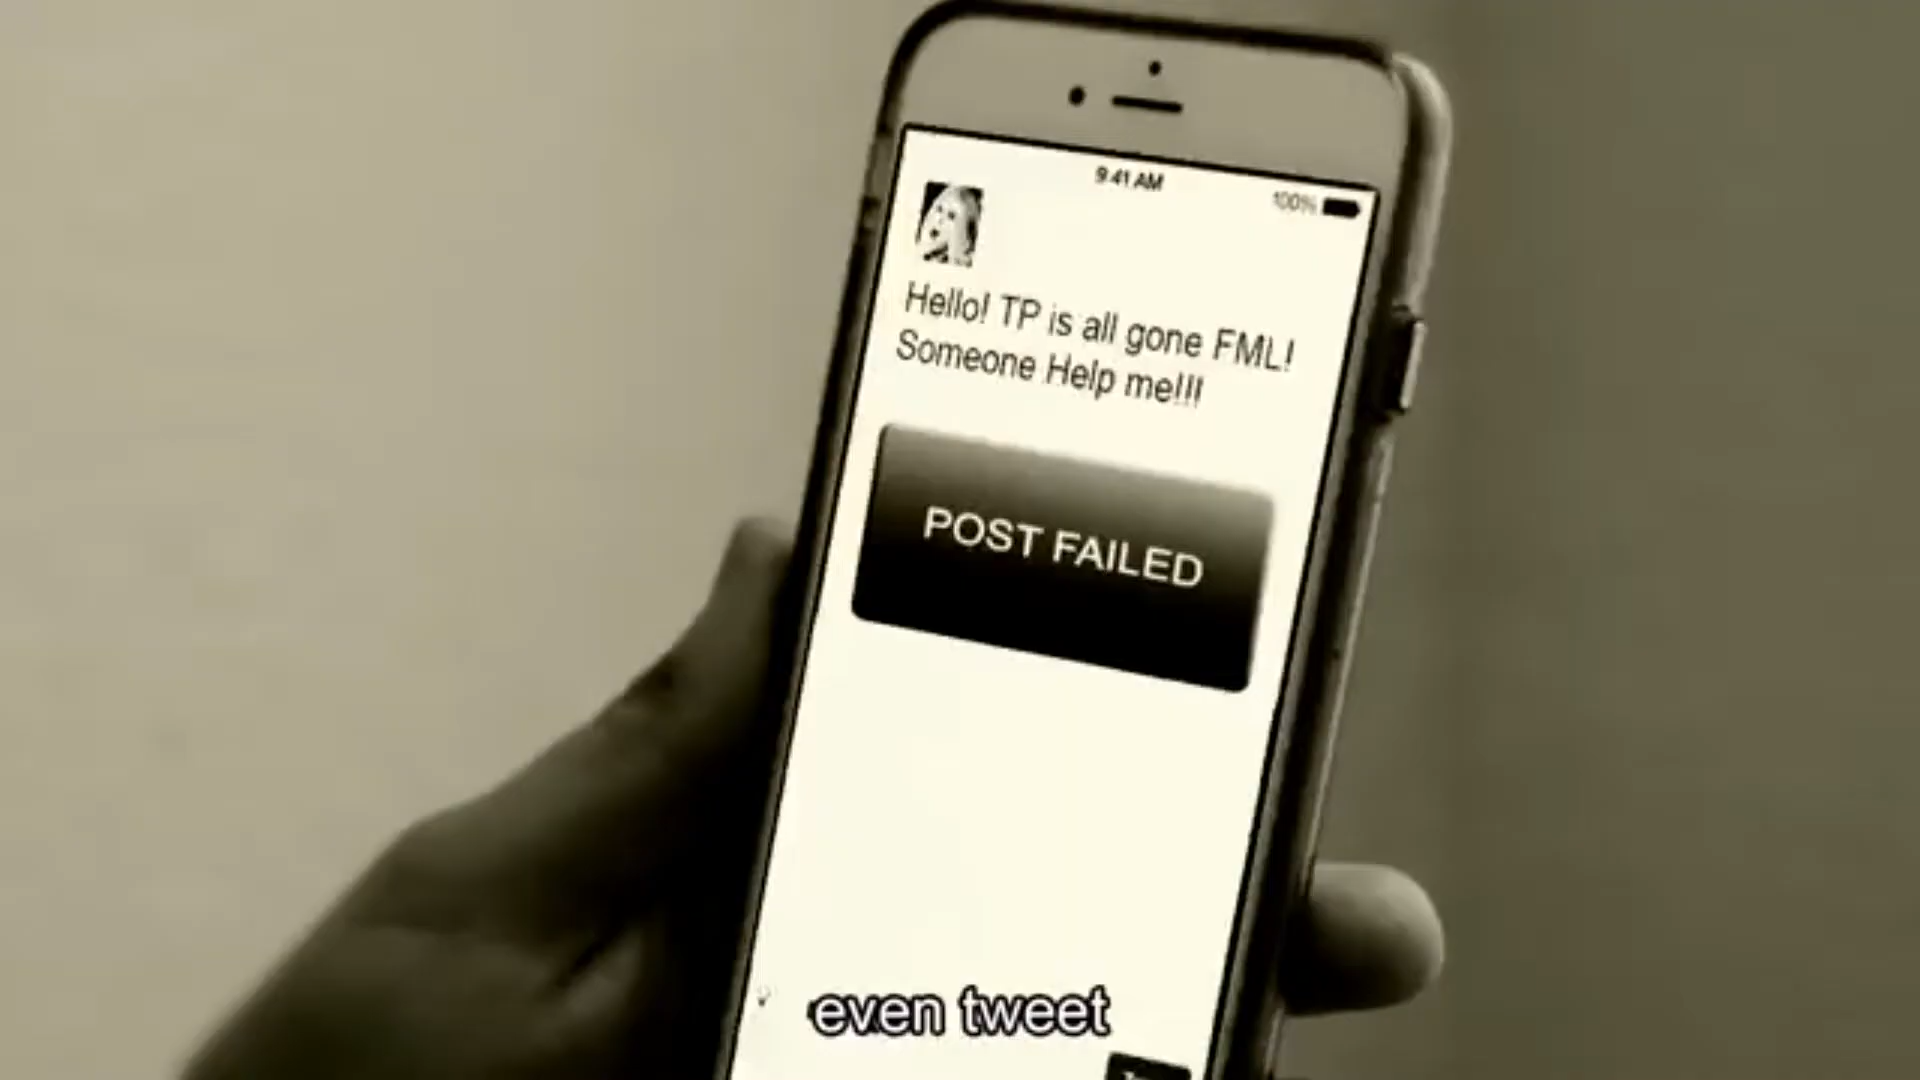 9:41 AM
100%
Hello! TP is all gone FML!
Someone Help me!!!
POST FAILED
even tweet